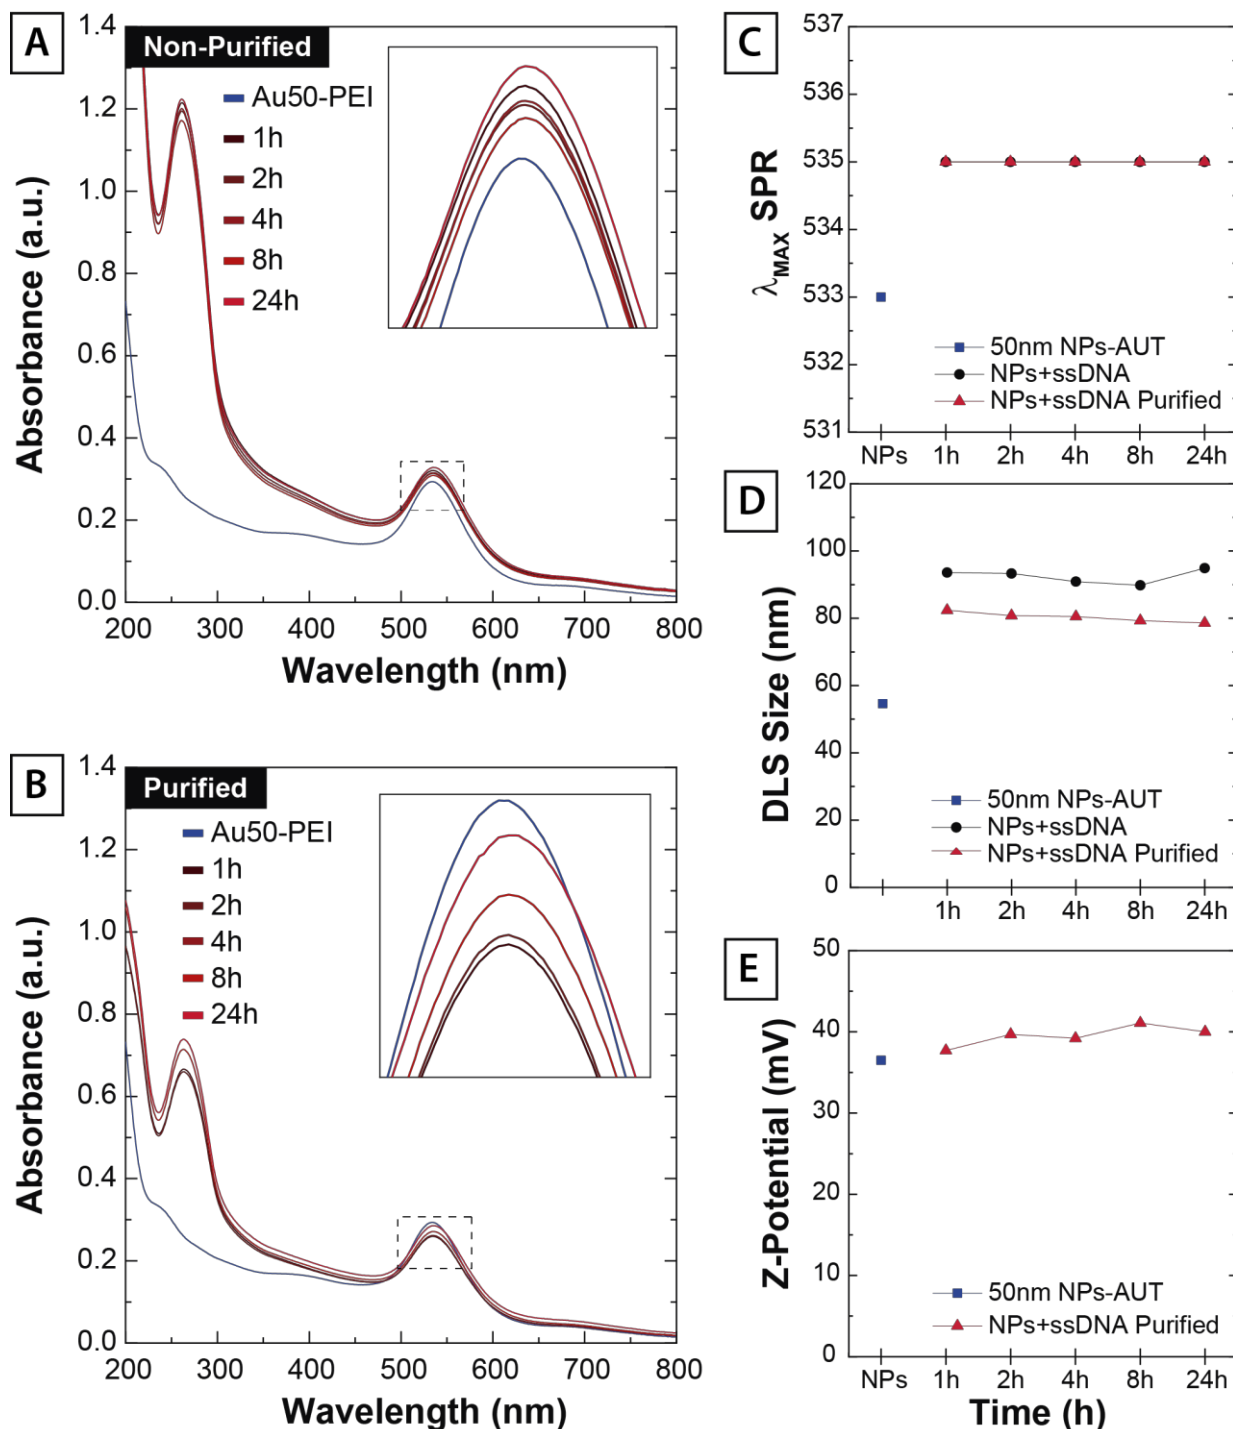 A
Non-Purified
Au50-PEI
1h
2h
4h
8h
24h
1.4
1.2
1.0
0.8
0.6
0.4
0.2
0.0
Absorbance (a.u.)
200 300 400 500 600 700 800
Wavelength (nm)
B
Purified
Au50-PEI
1h
2h
4h
8h
24h
1.4
1.2
1.0
0.8
0.6
0.4
0.2
0.0
Absorbance (a.u.)
200 300 400 500 600 700 800
Wavelength (nm)
C
537
536
535
534
533
532
531
λMAX SPR
50nm NPs-AUT
NPs+ssDNA
NPs+ssDNA Purified
NPs 1h 2h 4h 8h 24h
D
120
100
80
60
40
20
0
DLS Size (nm)
50nm NPs-AUT
NPs+ssDNA
NPs+ssDNA Purified
1h 2h 4h 8h 24h
E
50
40
30
20
10
0
Z-Potential (mV)
50nm NPs-AUT
NPs+ssDNA Purified
NPs 1h 2h 4h 8h 24h
Time (h)